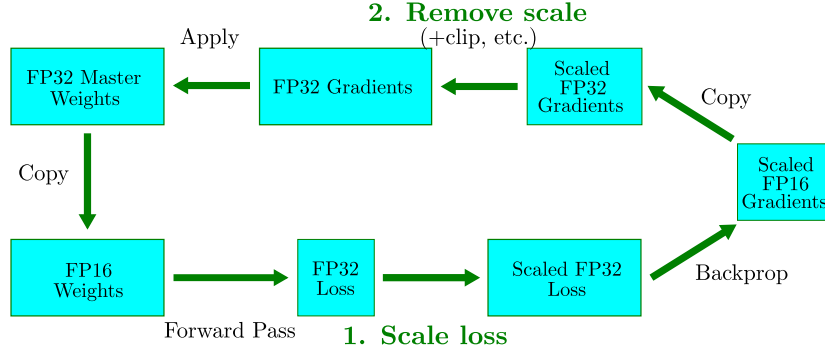 2. Remove scale
(+clip, etc.)
Apply
FP32 Master
Weights
FP32 Gradients
Scaled
FP32
Gradients
Copy
Copy
Scaled
FP16
Gradients
FP16
Weights
FP32
Loss
Scaled FP32
Loss
Backprop
Forward Pass
1. Scale loss